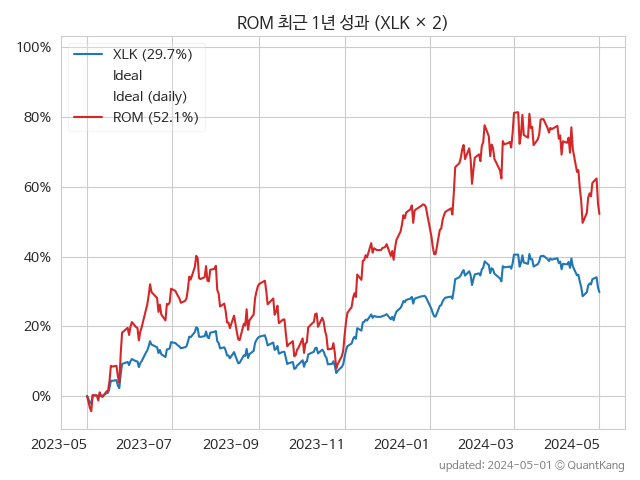 ROM 최근 1년 성과 (XLK × 2)
XLK (29.7%)
Ideal
Ideal (daily)
ROM (52.1%)
100%
80%
60%
40%
20%
0%
2023-05 2023-07 2023-09 2023-11 2024-01 2024-03 2024-05
updated: 2024-05-01 © QuantKang